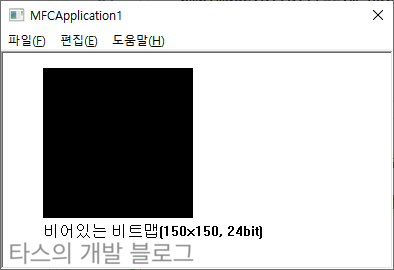 MFCApplication1
파일(F) 편집(E) 도움말(H)
비어있는 비트맵(150x150, 24bit)
타스의 개발 블로그